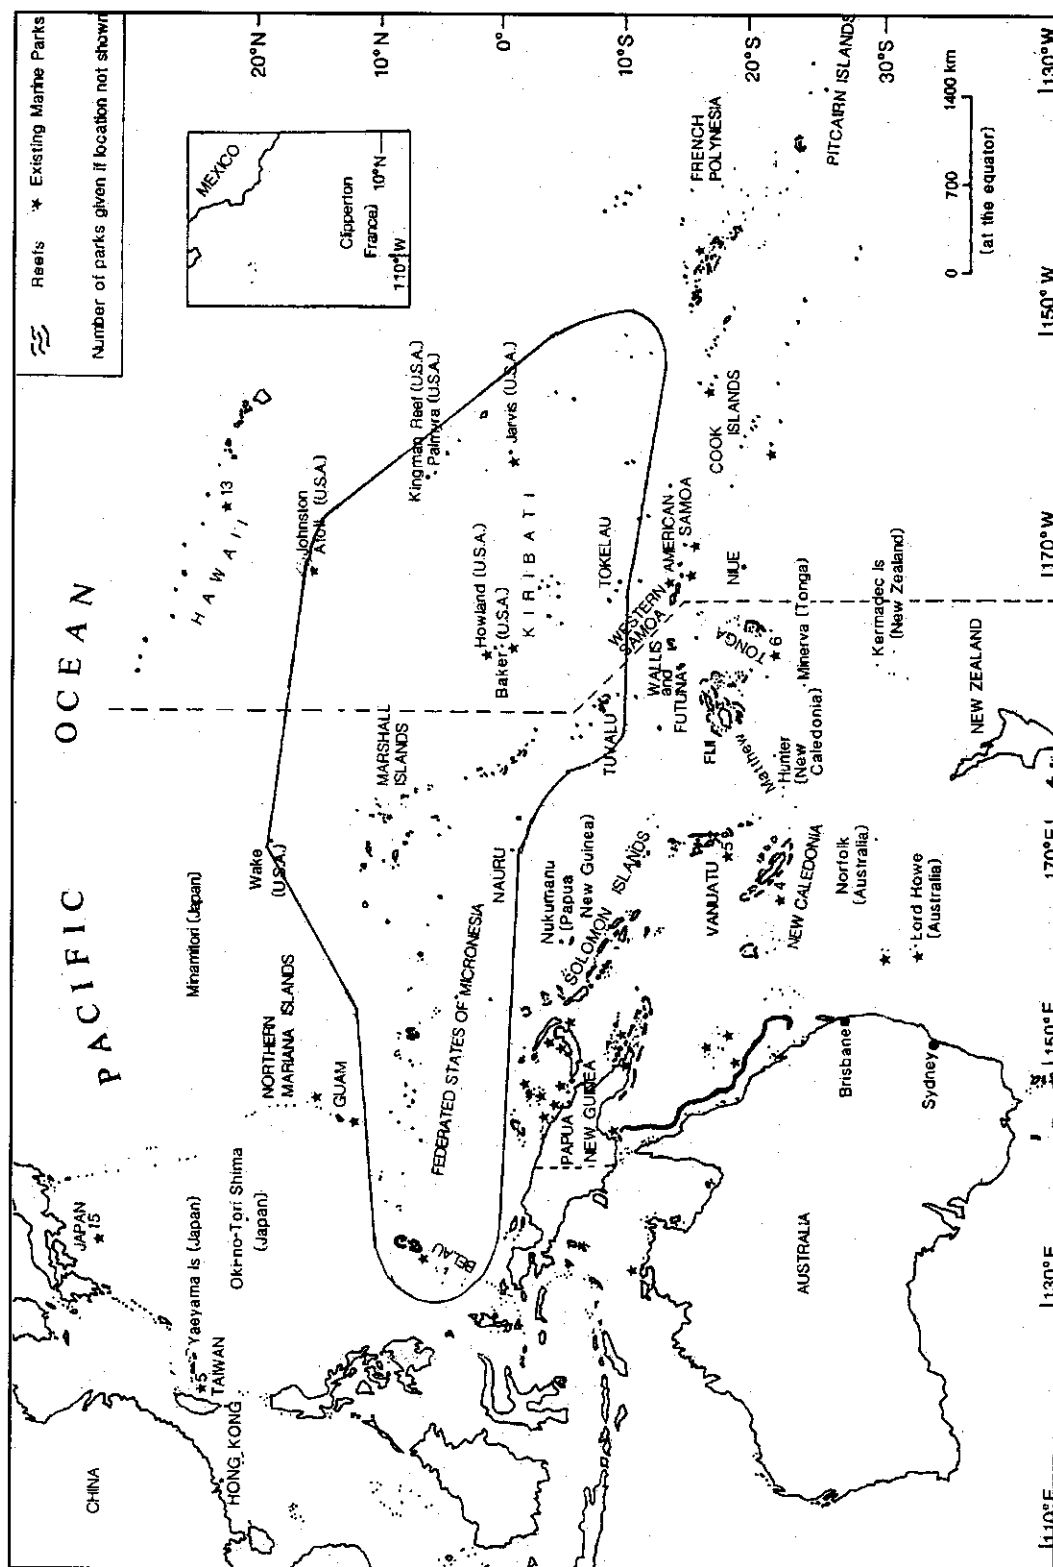 Reefs ★ Existing Marine Parks
Number of parks given if location not shown
PACIFIC OCEAN
CHINA
JAPAN
★15
★5
Yaeyama Is (Japan)
TAIWAN
HONG KONG
Oki-no-Tori Shima
(Japan)
Minamitori (Japan)
HAWAII
★13
MEXICO
Clipperton
France)
10°N
110°W
NORTHERN
MARIANA ISLANDS
GUAM
Wake
(U.S.A.)
Johnston
Atoll (U.S.A.)
MARSHALL
ISLANDS
Kingman Reef (U.S.A.)
Palmyra (U.S.A.)
BELAU
FEDERATED STATES OF MICRONESIA
NAURU
Howland (U.S.A.)
Baker (U.S.A.)
KIRIBATI
Jarvis (U.S.A.)
PAPUA
NEW GUINEA
Nukumanu
(Papua
New Guinea)
SOLOMON ISLANDS
TUVALU
TOKELAU
WESTERN
SAMOA
AMERICAN
SAMOA
WALLIS
and
FUTUNA
COOK
ISLANDS
FRENCH
POLYNESIA
PITCAIRN ISLANDS
VANUATU
★5
FIJI
TONGA
★6
NIUE
★4
NEW CALEDONIA
Matthew
Hunter
(New
Caledonia)
Minerva (Tonga)
Kermadec Is
(New Zealand)
Norfolk
(Australia)
Lord Howe
(Australia)
NEW ZEALAND
AUSTRALIA
Brisbane
Sydney
20°N
10°N
0°
10°S
20°S
30°S
0 700 1400 km
(at the equator)
110°E
130°E
150°E
170°E
170°W
150°W
130°W